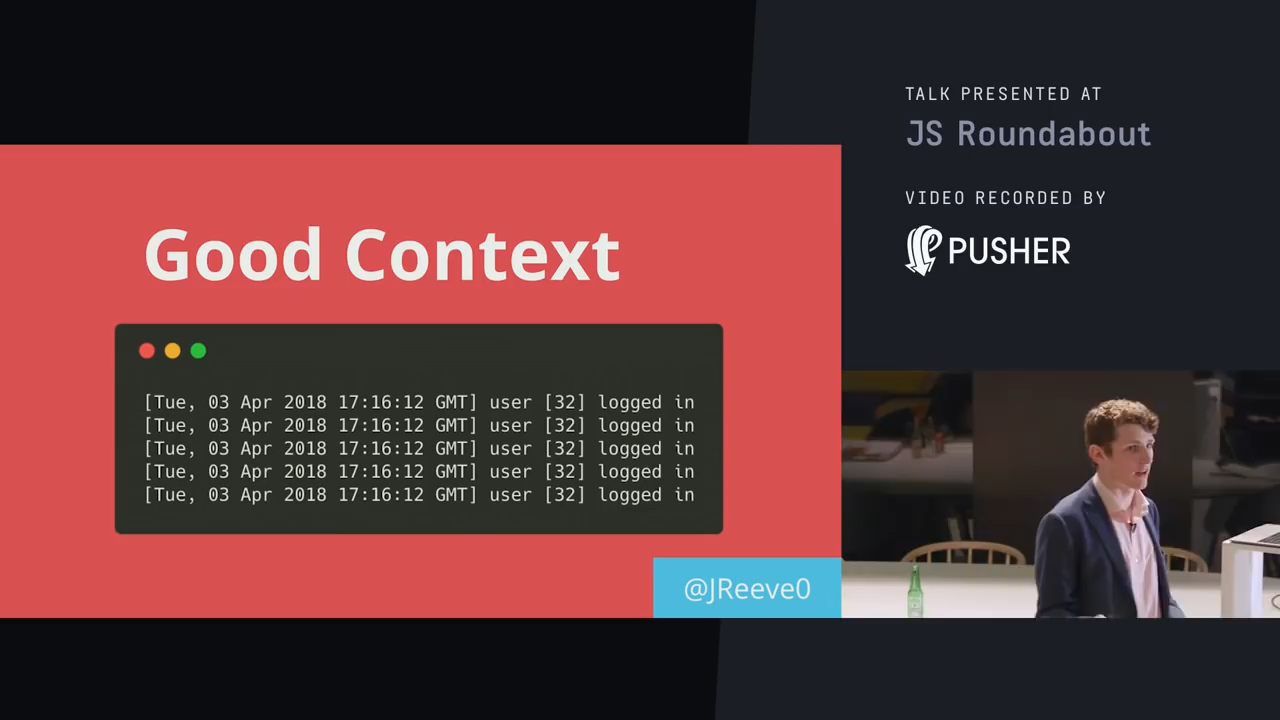 TALK PRESENTED AT
JS Roundabout
VIDEO RECORDED BY
PUSHER
Good Context
[Tue, 03 Apr 2018 17:16:12 GMT] user [32] logged in
[Tue, 03 Apr 2018 17:16:12 GMT] user [32] logged in
[Tue, 03 Apr 2018 17:16:12 GMT] user [32] logged in
[Tue, 03 Apr 2018 17:16:12 GMT] user [32] logged in
[Tue, 03 Apr 2018 17:16:12 GMT] user [32] logged in
@JReeve0